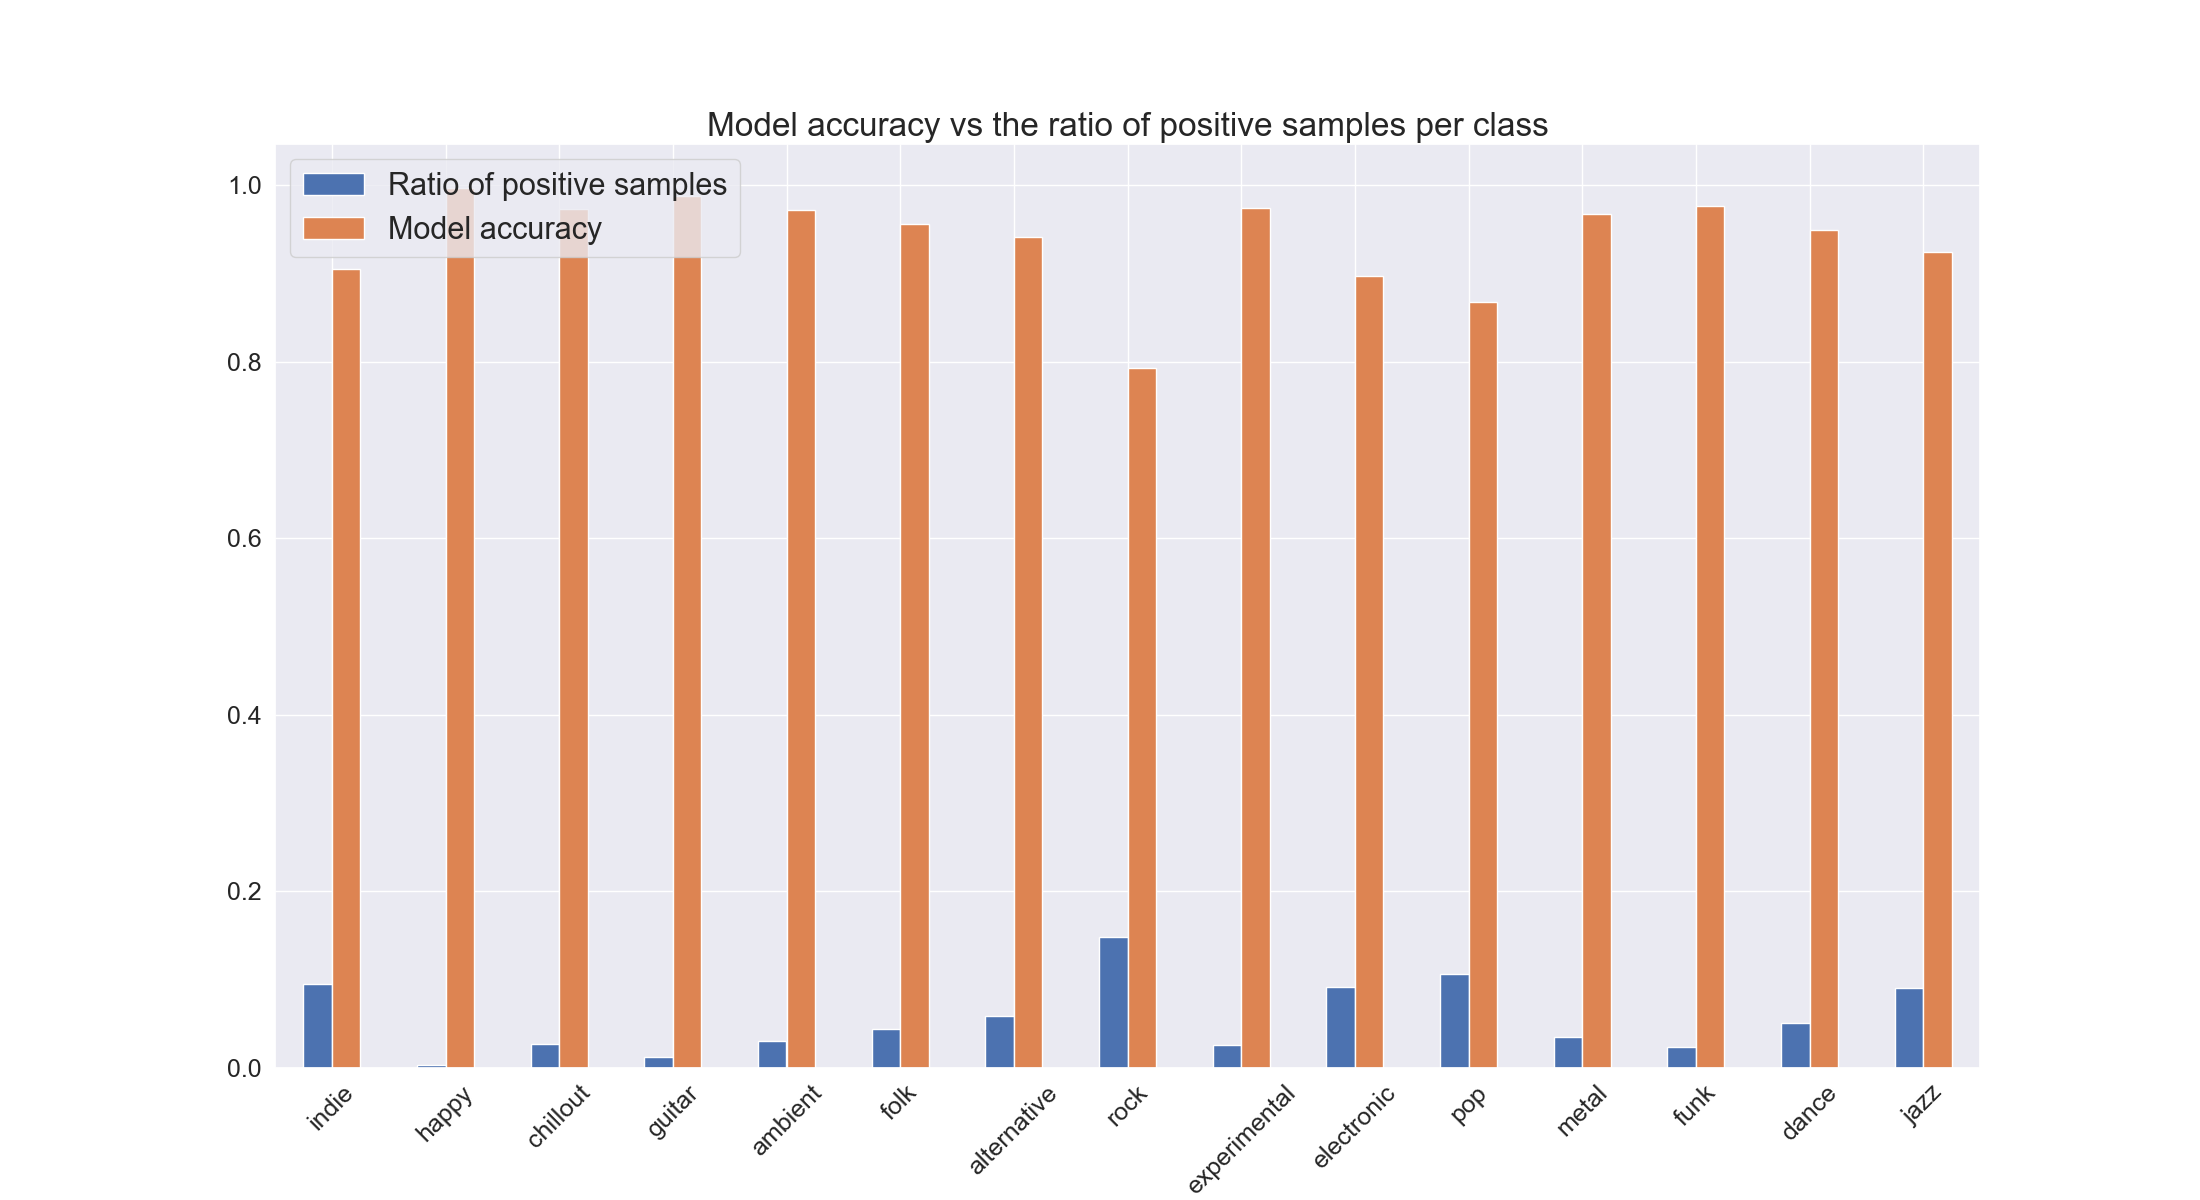 Model accuracy vs the ratio of positive samples per class
Ratio of positive samples
Model accuracy
1.0
0.8
0.6
0.4
0.2
0.0
indie
happy
chillout
guitar
ambient
folk
alternative
rock
experimental
electronic
pop
metal
funk
dance
jazz